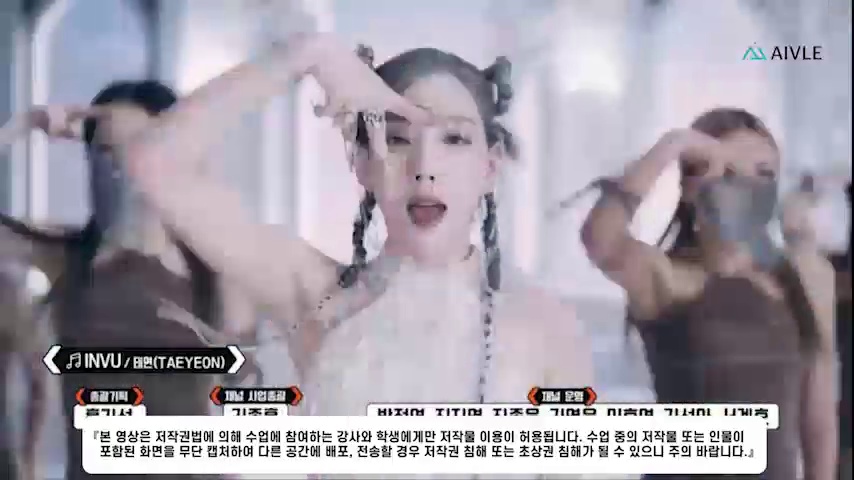 AIVLE
INVU / 태연(TAEYEON)
총괄기획
채널 사업총괄
채널 운영
『본 영상은 저작권법에 의해 수업에 참여하는 강사와 학생에게만 저작물 이용이 허용됩니다. 수업 중의 저작물 또는 인물이
포함된 화면을 무단 캡처하여 다른 공간에 배포, 전송할 경우 저작권 침해 또는 초상권 침해가 될 수 있으니 주의 바랍니다.』